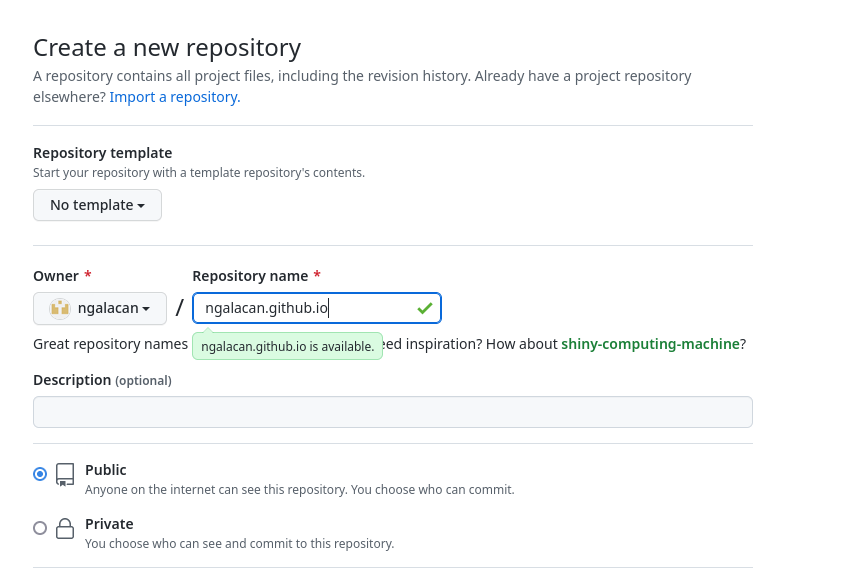 Create a new repository
A repository contains all project files, including the revision history. Already have a project repository
elsewhere? Import a repository.
Repository template
Start your repository with a template repository's contents.
No template
Owner * Repository name *
ngalacan / ngalacan.github.io
Great repository names eed inspiration? How about shiny-computing-machine?
ngalacan.github.io is available.
Description (optional)
Public
Anyone on the internet can see this repository. You choose who can commit.
Private
You choose who can see and commit to this repository.